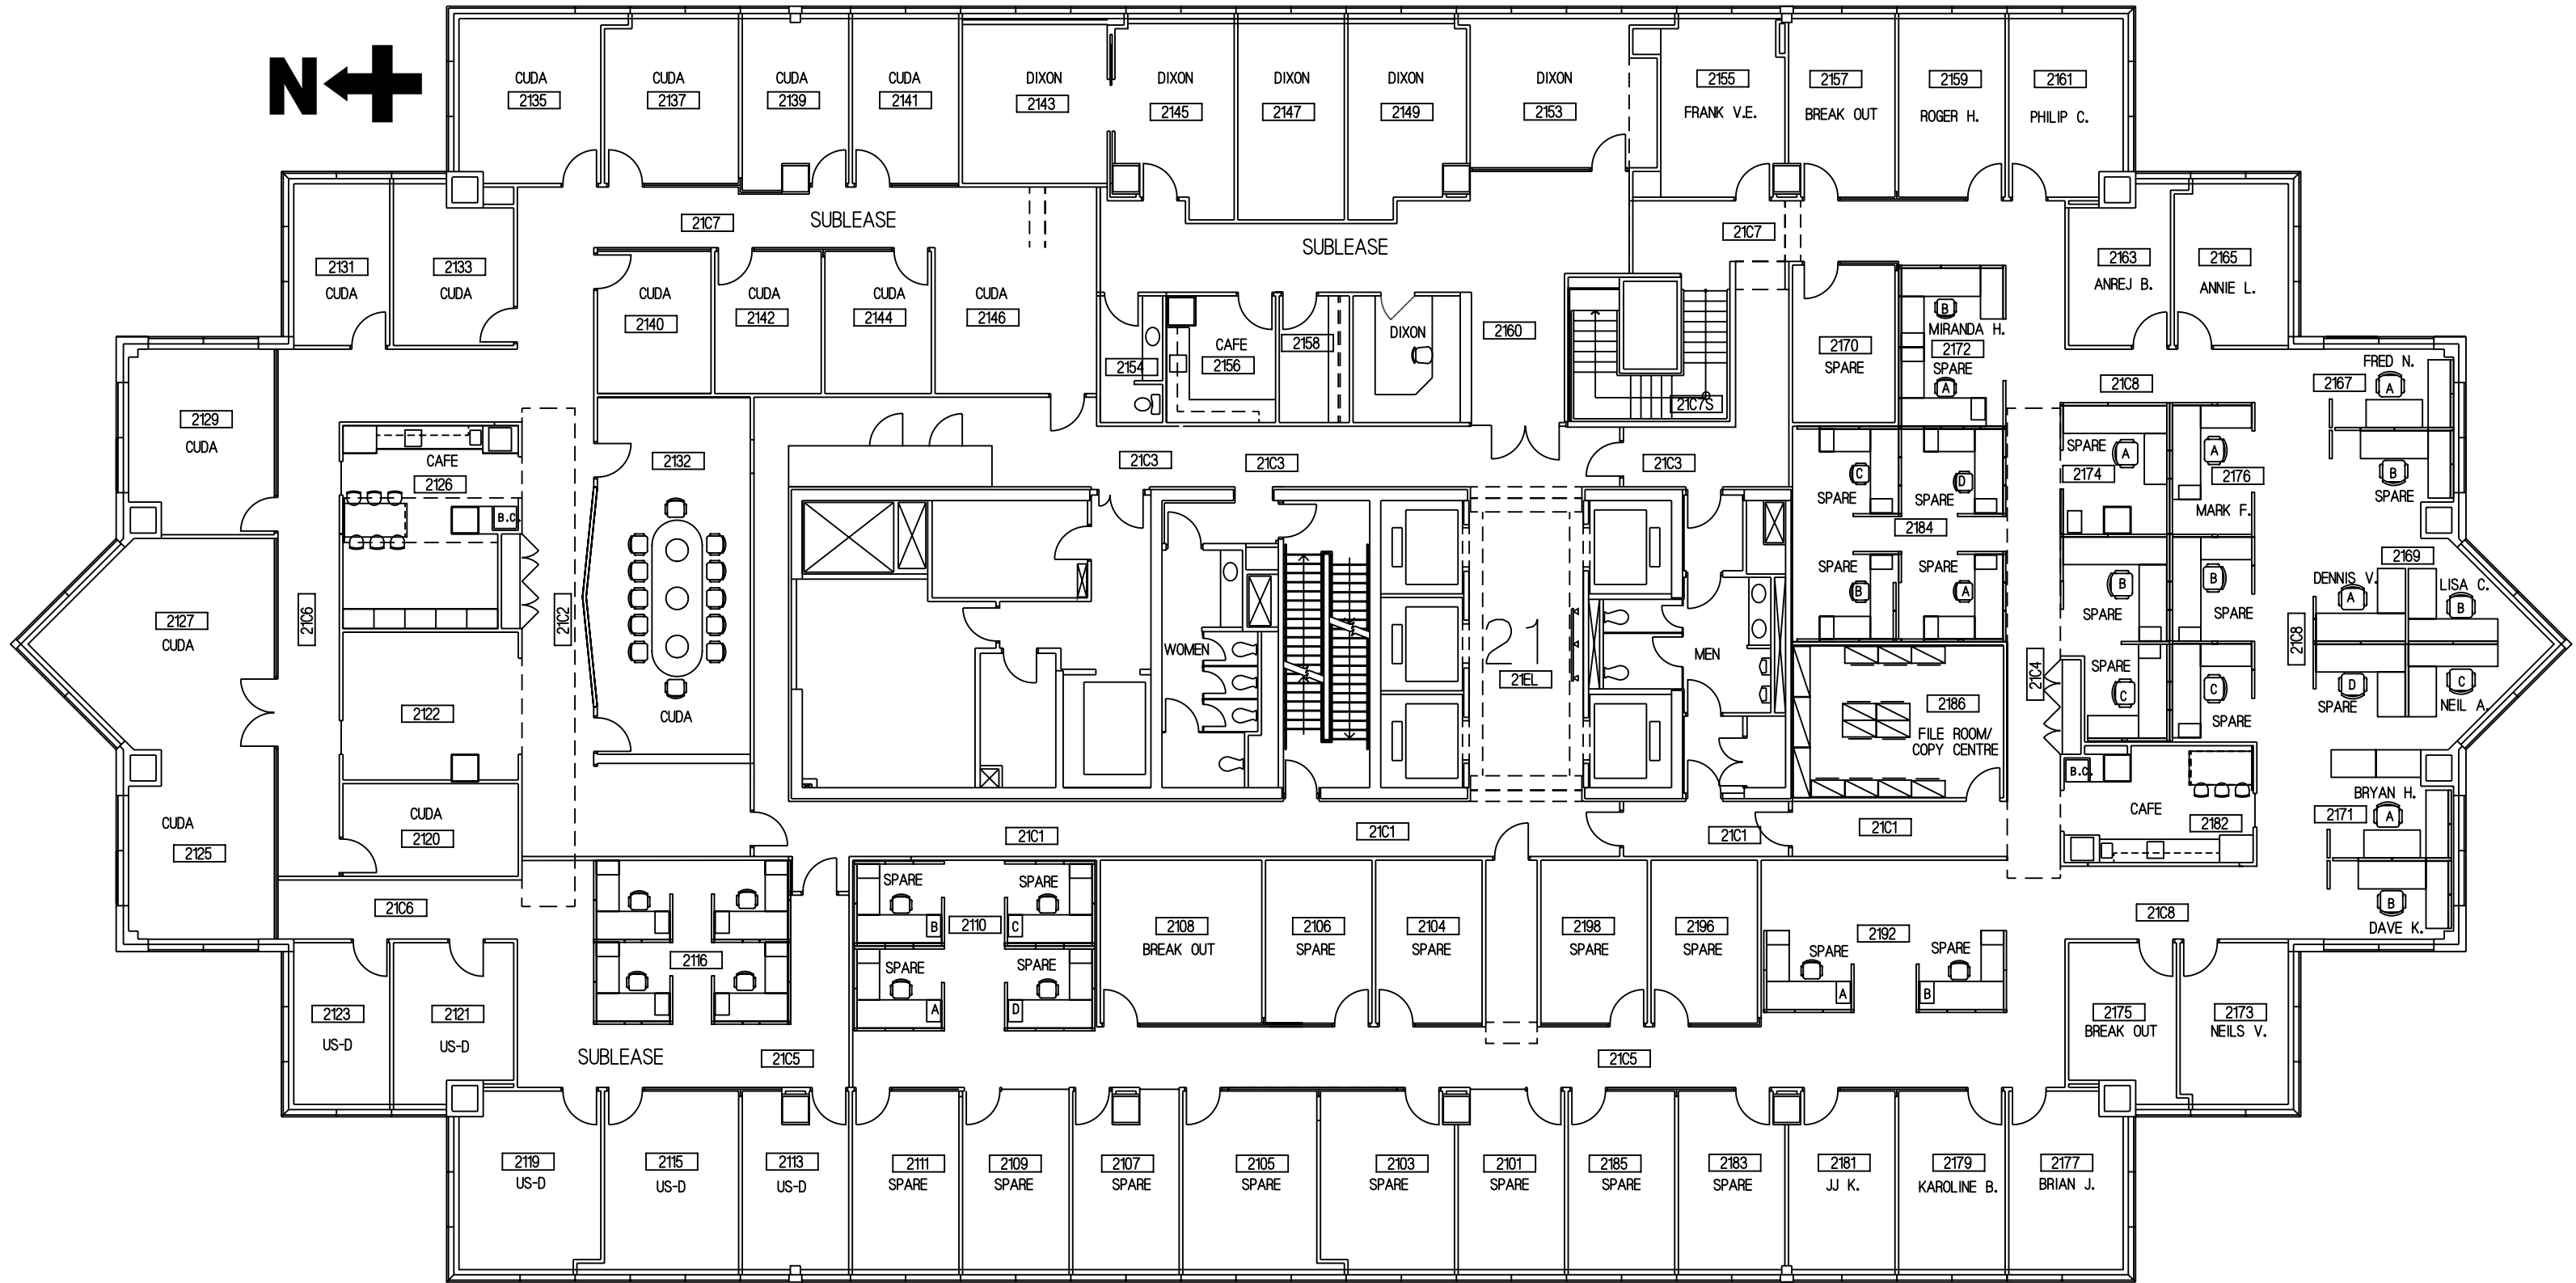 N
CUDA
2135
CUDA
2137
CUDA
2139
CUDA
2141
DIXON
2143
DIXON
2145
DIXON
2147
DIXON
2149
DIXON
2153
2155
FRANK V.E.
2157
BREAK OUT
2159
ROGER H.
2161
PHILIP C.
2131
CUDA
2133
CUDA
21C7
SUBLEASE
SUBLEASE
21C7
2163
ANREJ B.
2165
ANNIE L.
CUDA
2140
CUDA
2142
CUDA
2144
CUDA
2146
2154
CAFE
2156
2158
DIXON
2160
21C7S
2170
SPARE
B
MIRANDA H.
2172
SPARE
A
21C8
FRED N.
2167
A
B
SPARE
2129
CUDA
CAFE
2126
B.C.
2132
CUDA
21C3
21C3
21C3
C
SPARE
D
SPARE
2184
SPARE
B
SPARE
A
SPARE
A
2174
A
2176
MARK F.
B
SPARE
B
SPARE
SPARE
C
C
SPARE
2169
DENNIS V.
A
LISA C.
B
21C8
D
SPARE
C
NEIL A.
2127
CUDA
21C6
21C2
2122
WOMEN
21
21EL
MEN
2186
FILE ROOM/
COPY CENTRE
21C4
B.C.
CAFE
2182
BRYAN H.
2171
A
B
DAVE K.
CUDA
2125
CUDA
2120
21C1
21C1
21C1
21C1
21C6
2116
SPARE
B
2110
SPARE
C
SPARE
A
SPARE
D
2108
BREAK OUT
2106
SPARE
2104
SPARE
2198
SPARE
2196
SPARE
2192
SPARE
A
SPARE
B
21C8
2123
US-D
2121
US-D
SUBLEASE
21C5
21C5
2175
BREAK OUT
2173
NEILS V.
2119
US-D
2115
US-D
2113
US-D
2111
SPARE
2109
SPARE
2107
SPARE
2105
SPARE
2103
SPARE
2101
SPARE
2185
SPARE
2183
SPARE
2181
JJ K.
2179
KAROLINE B.
2177
BRIAN J.